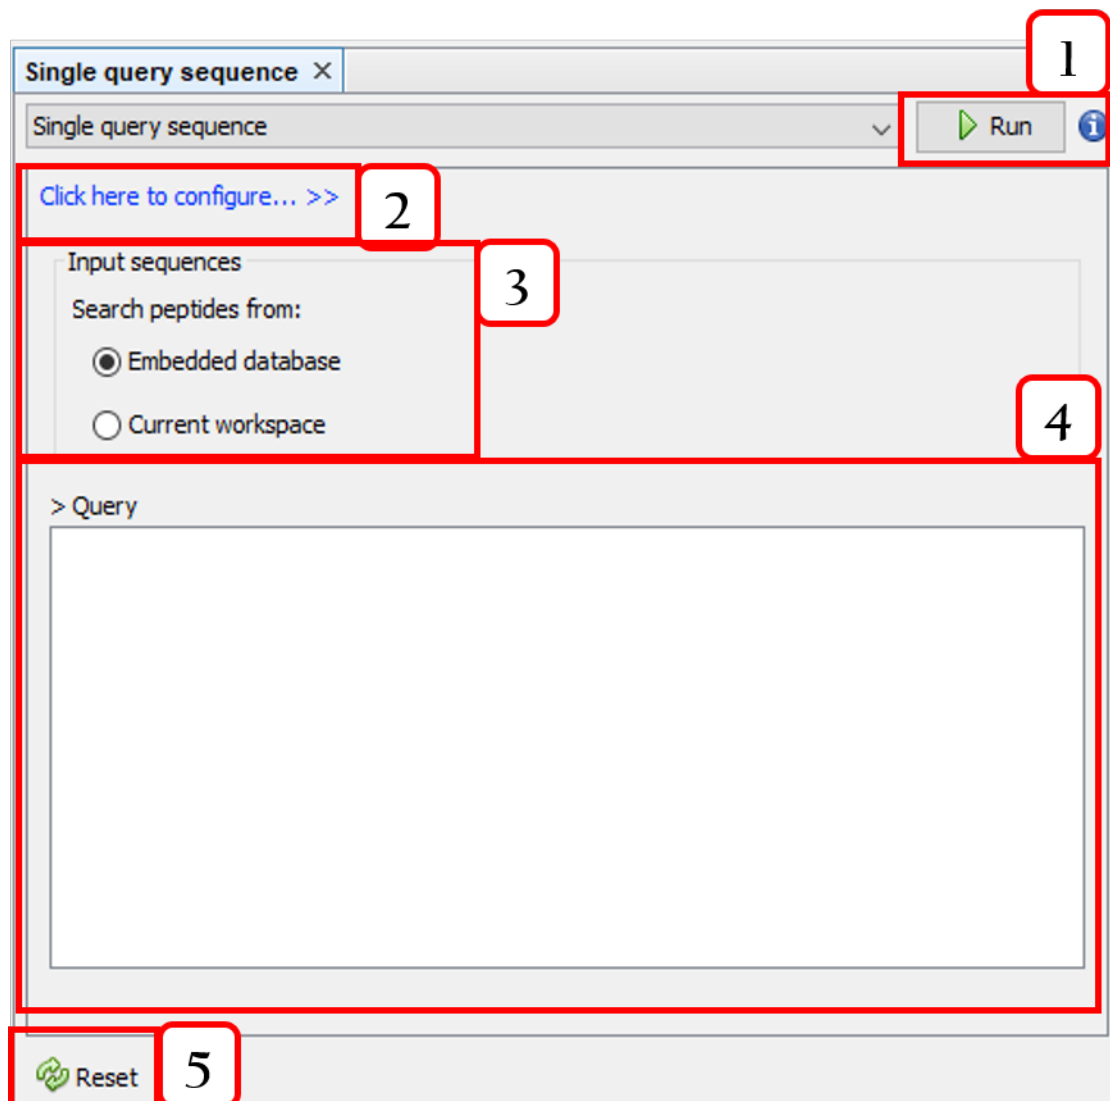 1
Single query sequence ×
Single query sequence
Run
Click here to configure... >>
2
Input sequences
3
Search peptides from:
Embedded database
Current workspace
4
> Query
Reset
5